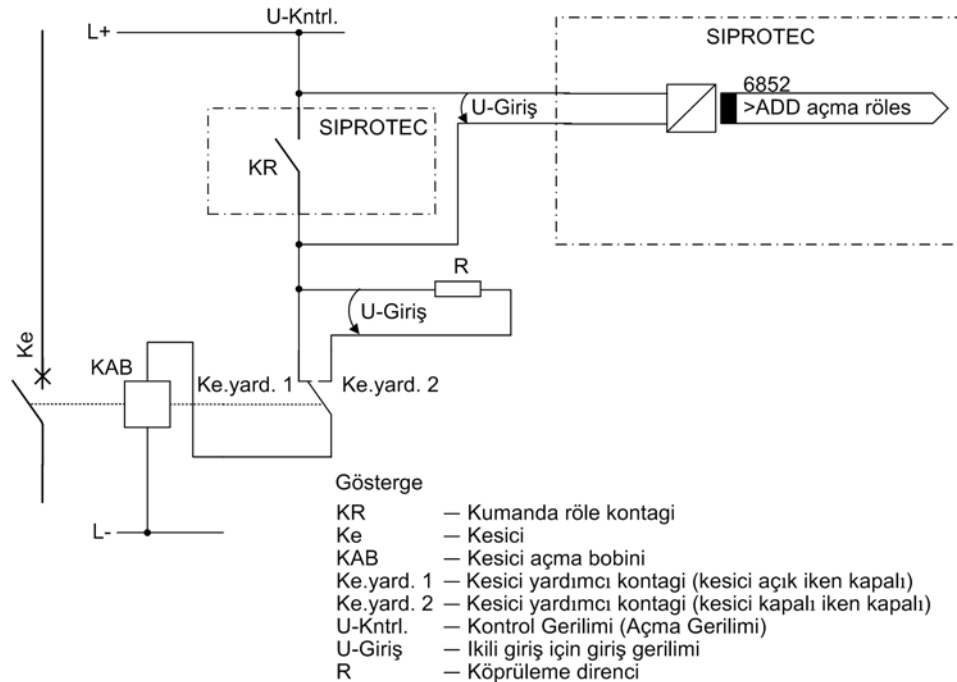 U-Kntrl.
L+
SIPROTEC
6852
>ADD açma röles
U-Giriş
SIPROTEC
KR
R
U-Giriş
Ke
KAB
Ke.yard. 1
Ke.yard. 2
L-
Gösterge
KR — Kumanda röle kontagi
Ke — Kesici
KAB — Kesici açma bobini
Ke.yard. 1 — Kesici yardımcı kontagi (kesici açık iken kapalı)
Ke.yard. 2 — Kesici yardımcı kontagi (kesici kapalı iken kapalı)
U-Kntrl. — Kontrol Gerilimi (Açma Gerilimi)
U-Giriş — Ikili giriş için giriş gerilimi
R — Köprüleme direnci